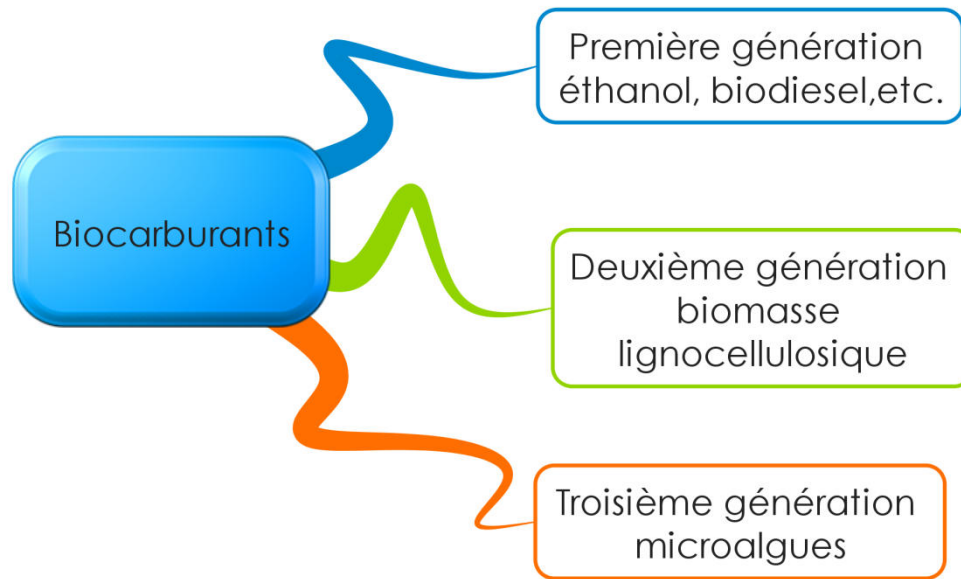 Biocarburants
Première génération
éthanol, biodiesel,etc.
Deuxième génération
biomasse
lignocellulosique
Troisième génération
microalgues